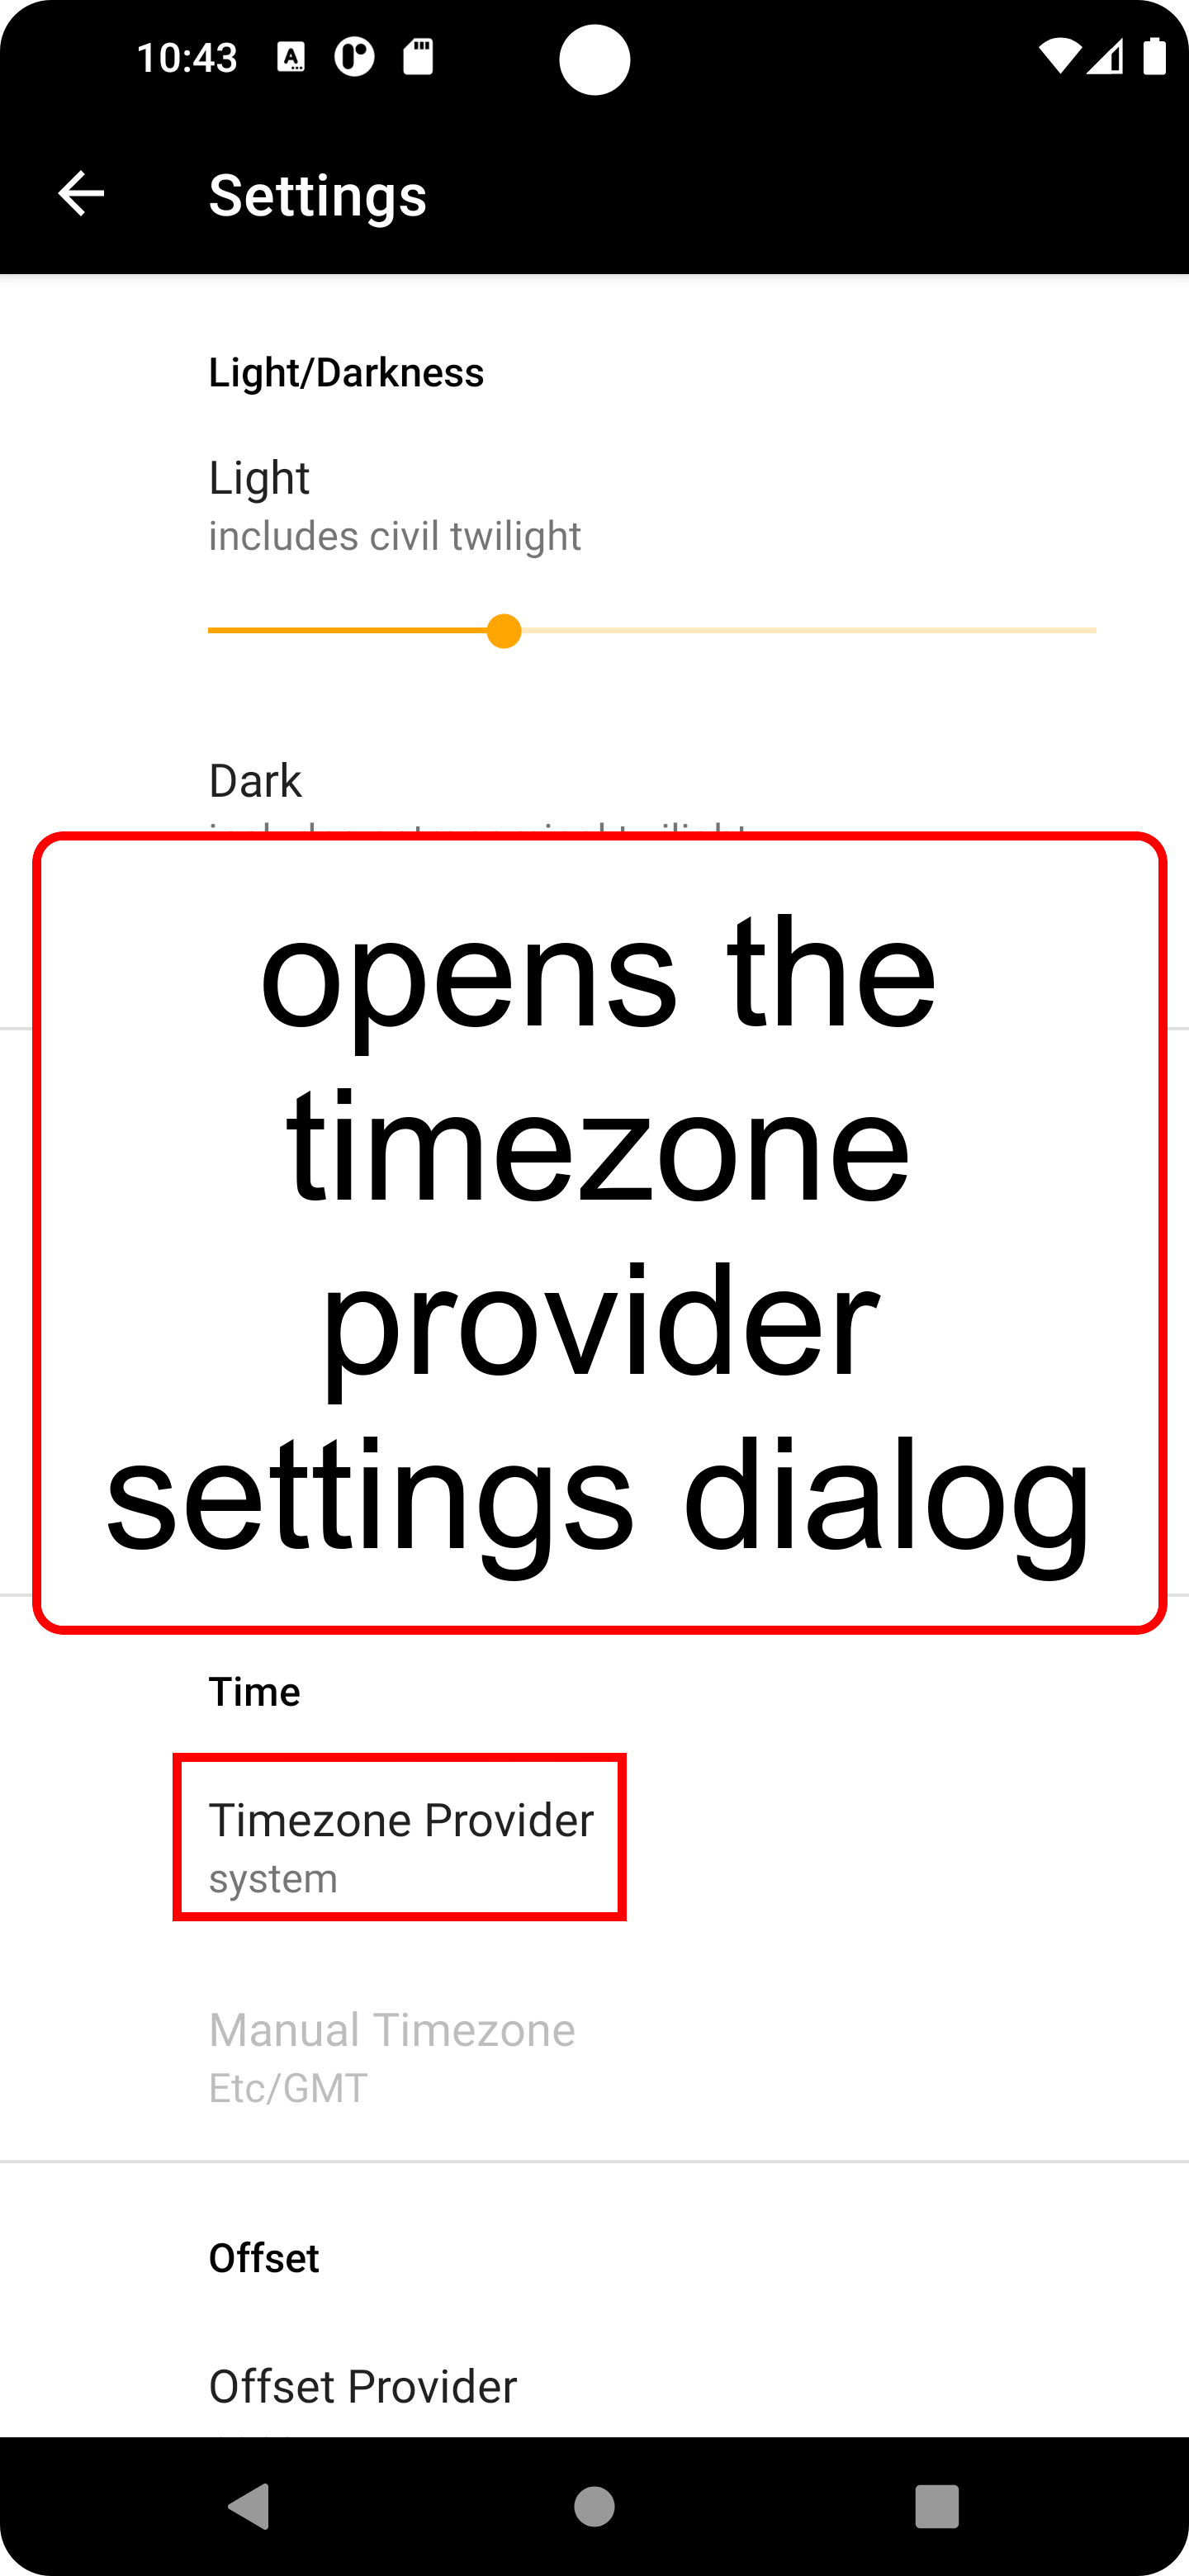 10:43
Settings
Light/Darkness
Light
includes civil twilight
Dark
opens the
timezone
provider
settings dialog
Time
Timezone Provider
system
Manual Timezone
Etc/GMT
Offset
Offset Provider